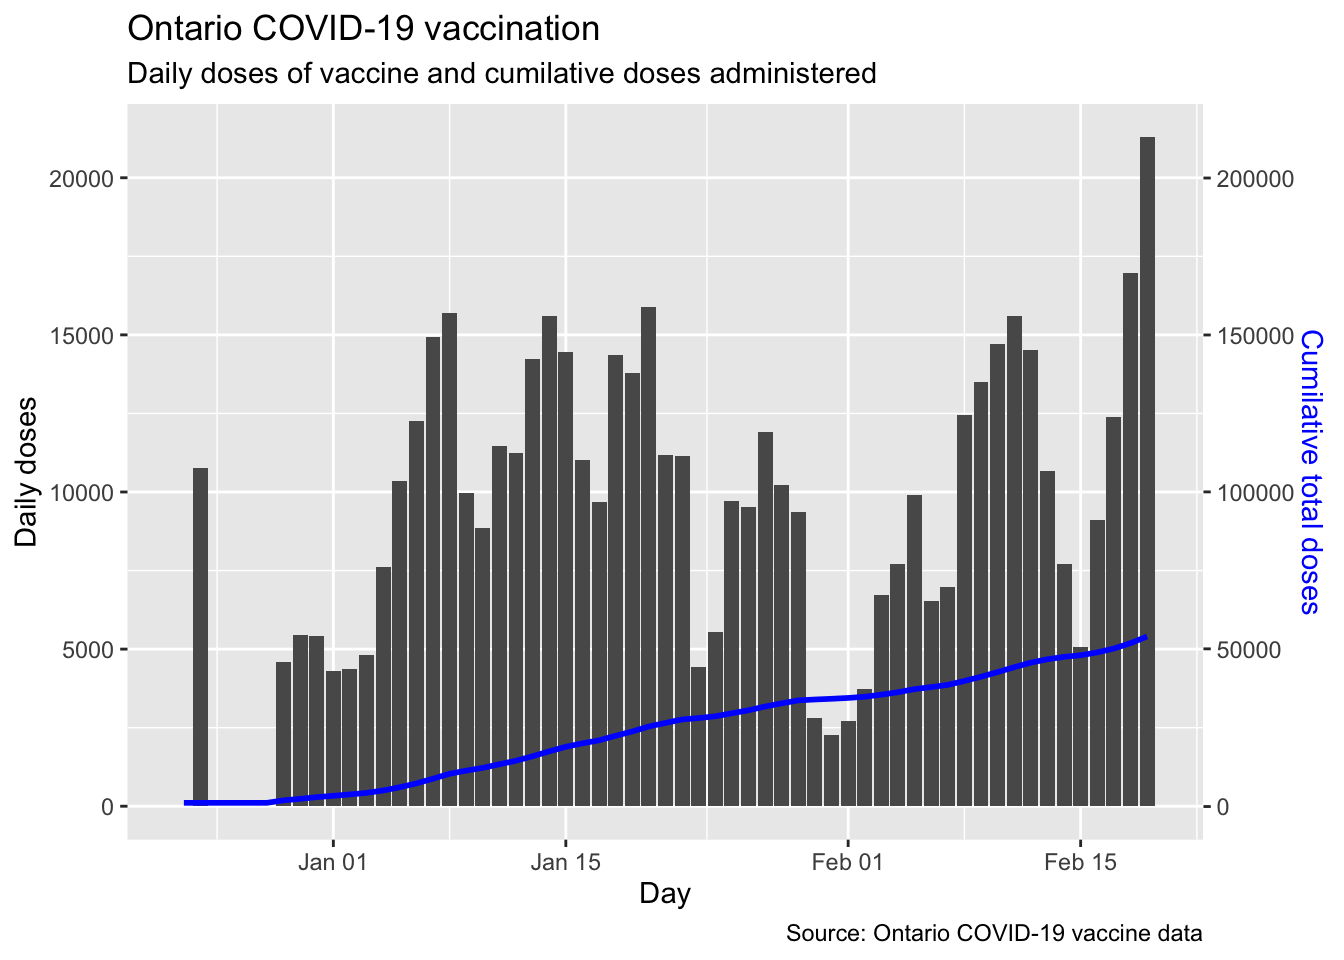 Ontario COVID-19 vaccination
Daily doses of vaccine and cumilative doses administered
20000
15000
10000
5000
0
Daily doses
200000
150000
100000
50000
0
Cumilative total doses
Jan 01
Jan 15
Feb 01
Feb 15
Day
Source: Ontario COVID-19 vaccine data